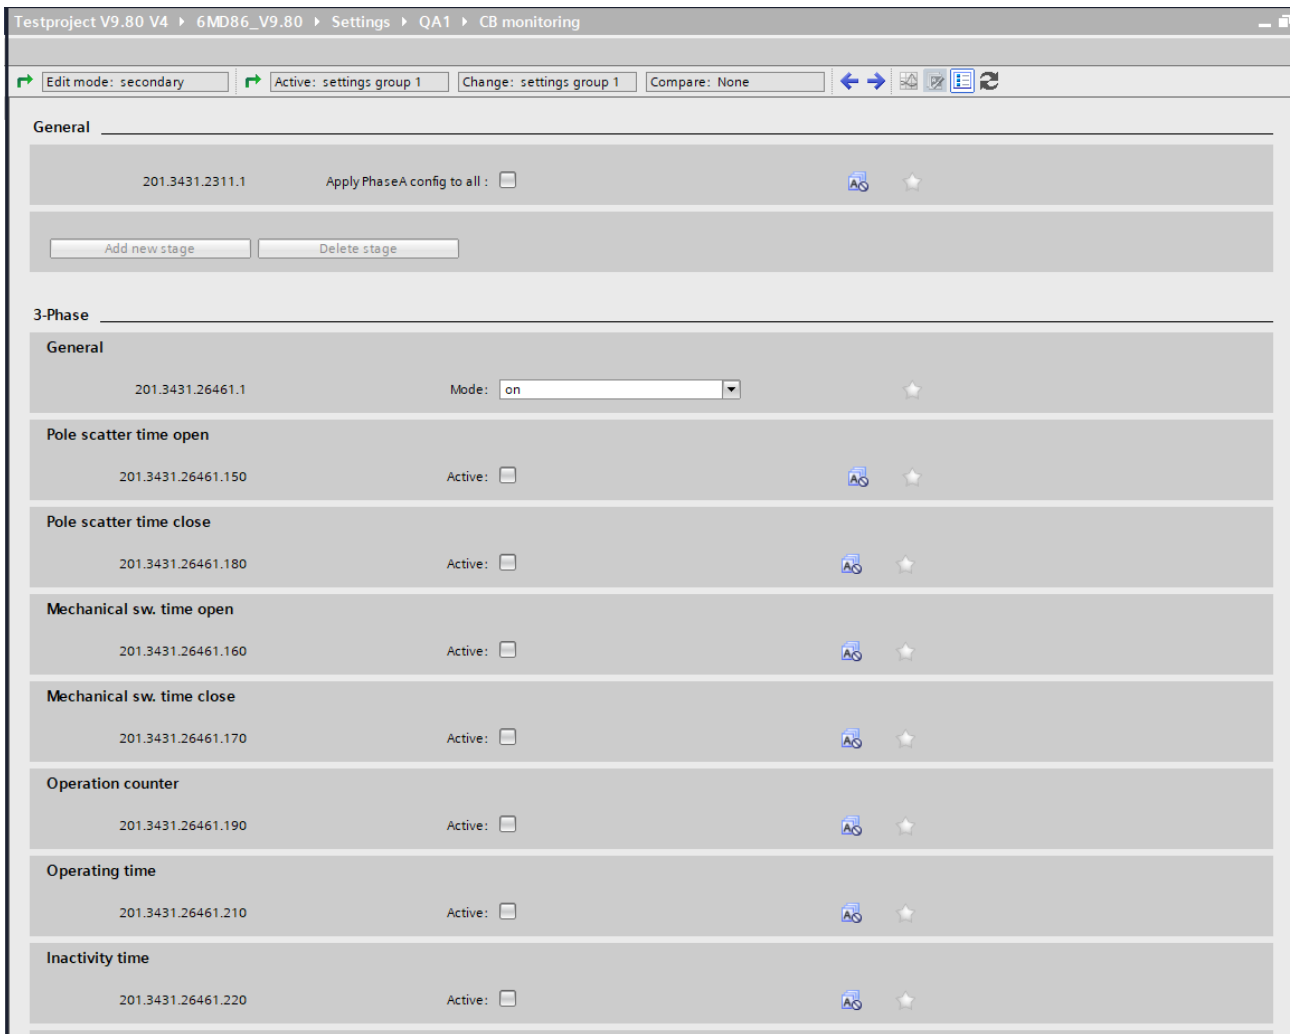 Testproject V9.80 V4 ▸ 6MD86_V9.80 ▸ Settings ▸ QA1 ▸ CB monitoring
Edit mode: secondary Active: settings group 1 Change: settings group 1 Compare: None
General
201.3431.2311.1 Apply PhaseA config to all :
Add new stage Delete stage
3-Phase
General
201.3431.26461.1 Mode: on
Pole scatter time open
201.3431.26461.150 Active:
Pole scatter time close
201.3431.26461.180 Active:
Mechanical sw. time open
201.3431.26461.160 Active:
Mechanical sw. time close
201.3431.26461.170 Active:
Operation counter
201.3431.26461.190 Active:
Operating time
201.3431.26461.210 Active:
Inactivity time
201.3431.26461.220 Active: